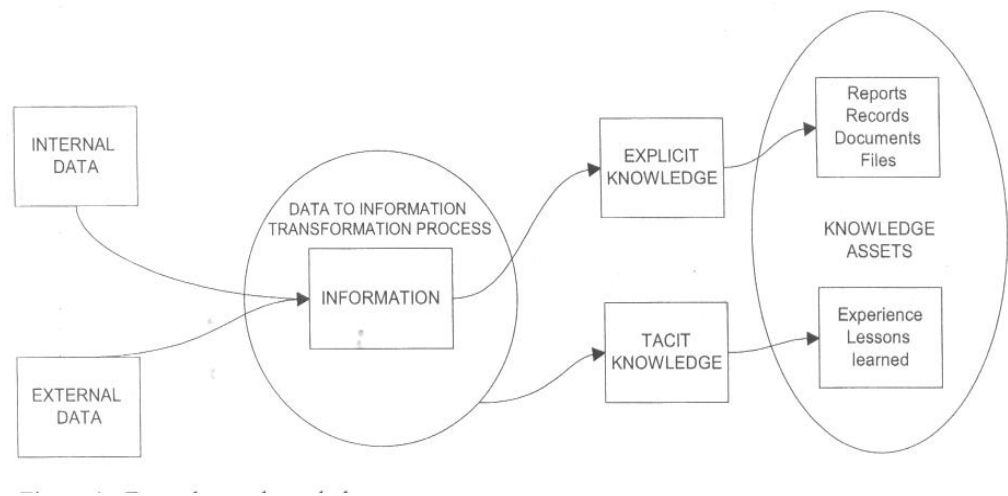 INTERNAL
DATA
EXTERNAL
DATA
DATA TO INFORMATION
TRANSFORMATION PROCESS
INFORMATION
EXPLICIT
KNOWLEDGE
TACIT
KNOWLEDGE
Reports
Records
Documents
Files
KNOWLEDGE
ASSETS
Experience
Lessons
learned